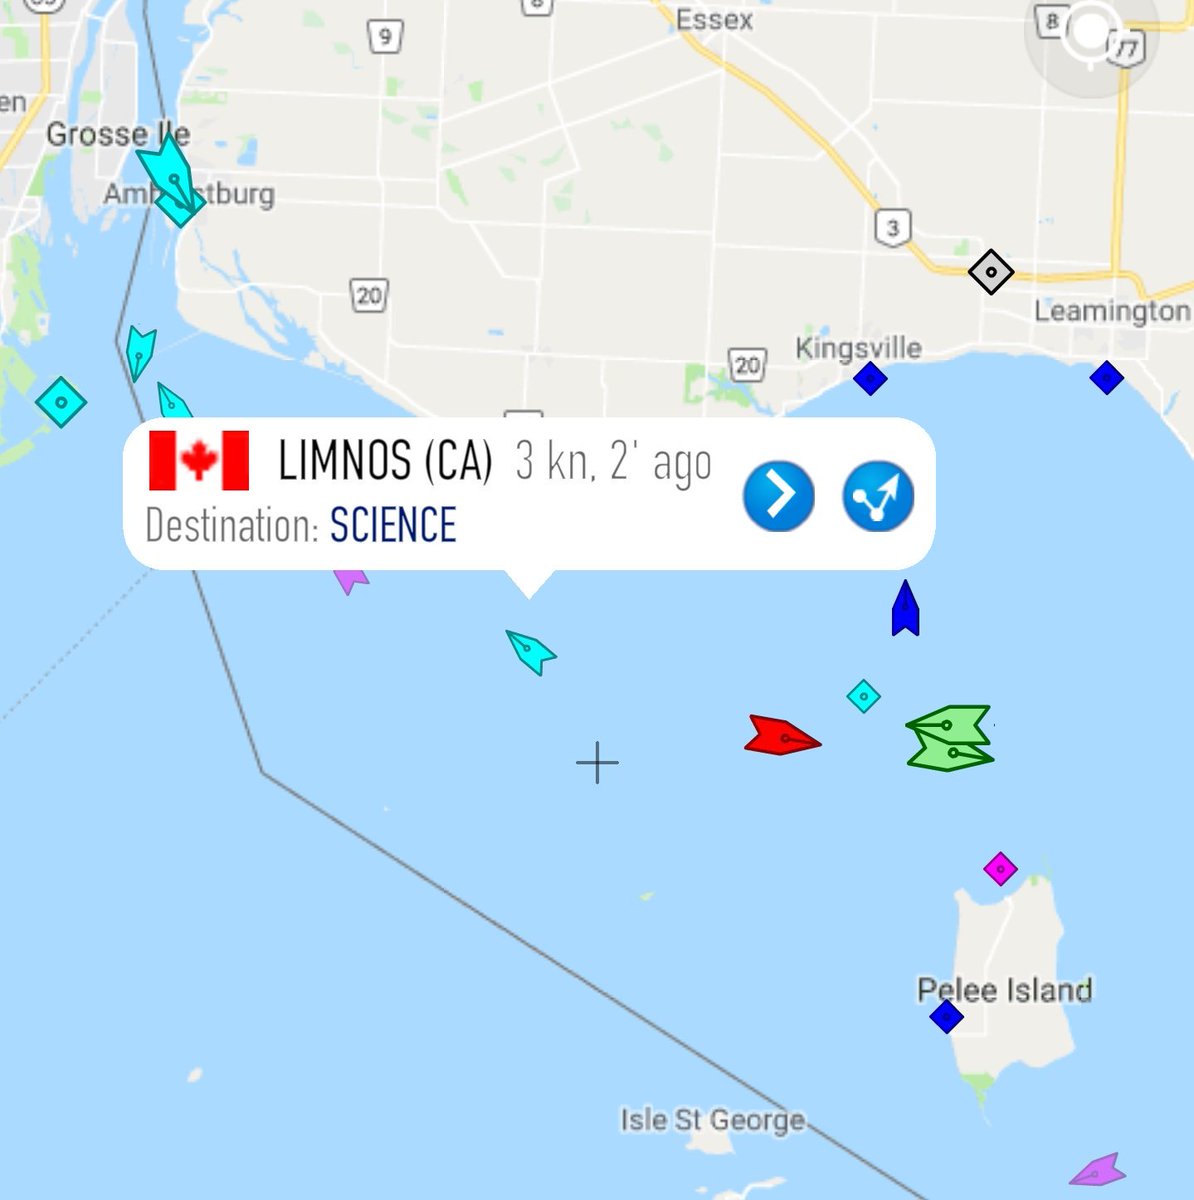 Essex
9
8
77
en
Grosse Ile
Amherstburg
3
20
Leamington
Kingsville
20
LIMNOS (CA) 3 kn, 2' ago
Destination: SCIENCE
Pelee Island
Isle St George